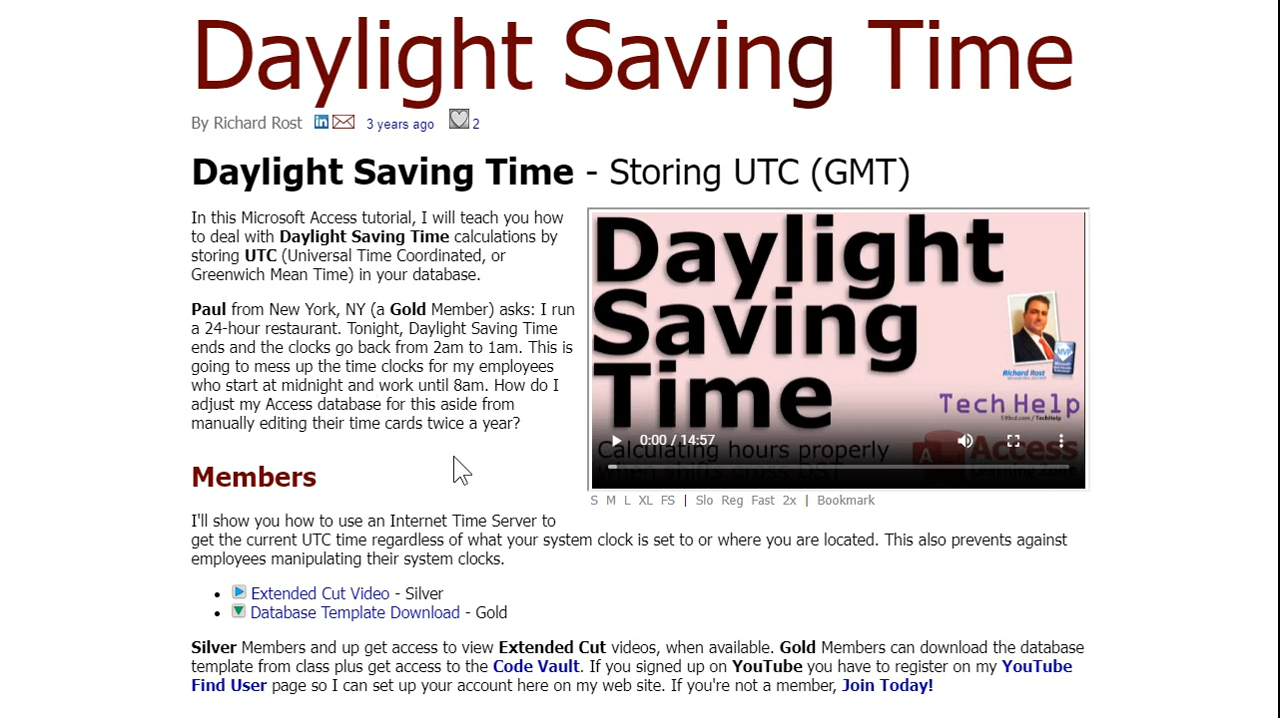 Daylight Saving Time
By Richard Rost 3 years ago 2
Daylight Saving Time - Storing UTC (GMT)
In this Microsoft Access tutorial, I will teach you how
to deal with Daylight Saving Time calculations by
storing UTC (Universal Time Coordinated, or
Greenwich Mean Time) in your database.
Paul from New York, NY (a Gold Member) asks: I run
a 24-hour restaurant. Tonight, Daylight Saving Time
ends and the clocks go back from 2am to 1am. This is
going to mess up the time clocks for my employees
who start at midnight and work until 8am. How do I
adjust my Access database for this aside from
manually editing their time cards twice a year?
Daylight
Saving
Time
Richard Rost
MVP
TechHelp
599cd.com/TechHelp
0:00 / 14:57
Calculating hours properly
Access
S M L XL FS | Slo Reg Fast 2x | Bookmark
Members
I'll show you how to use an Internet Time Server to
get the current UTC time regardless of what your system clock is set to or where you are located. This also prevents against
employees manipulating their system clocks.
• Extended Cut Video - Silver
• Database Template Download - Gold
Silver Members and up get access to view Extended Cut videos, when available. Gold Members can download the database
template from class plus get access to the Code Vault. If you signed up on YouTube you have to register on my YouTube
Find User page so I can set up your account here on my web site. If you're not a member, Join Today!